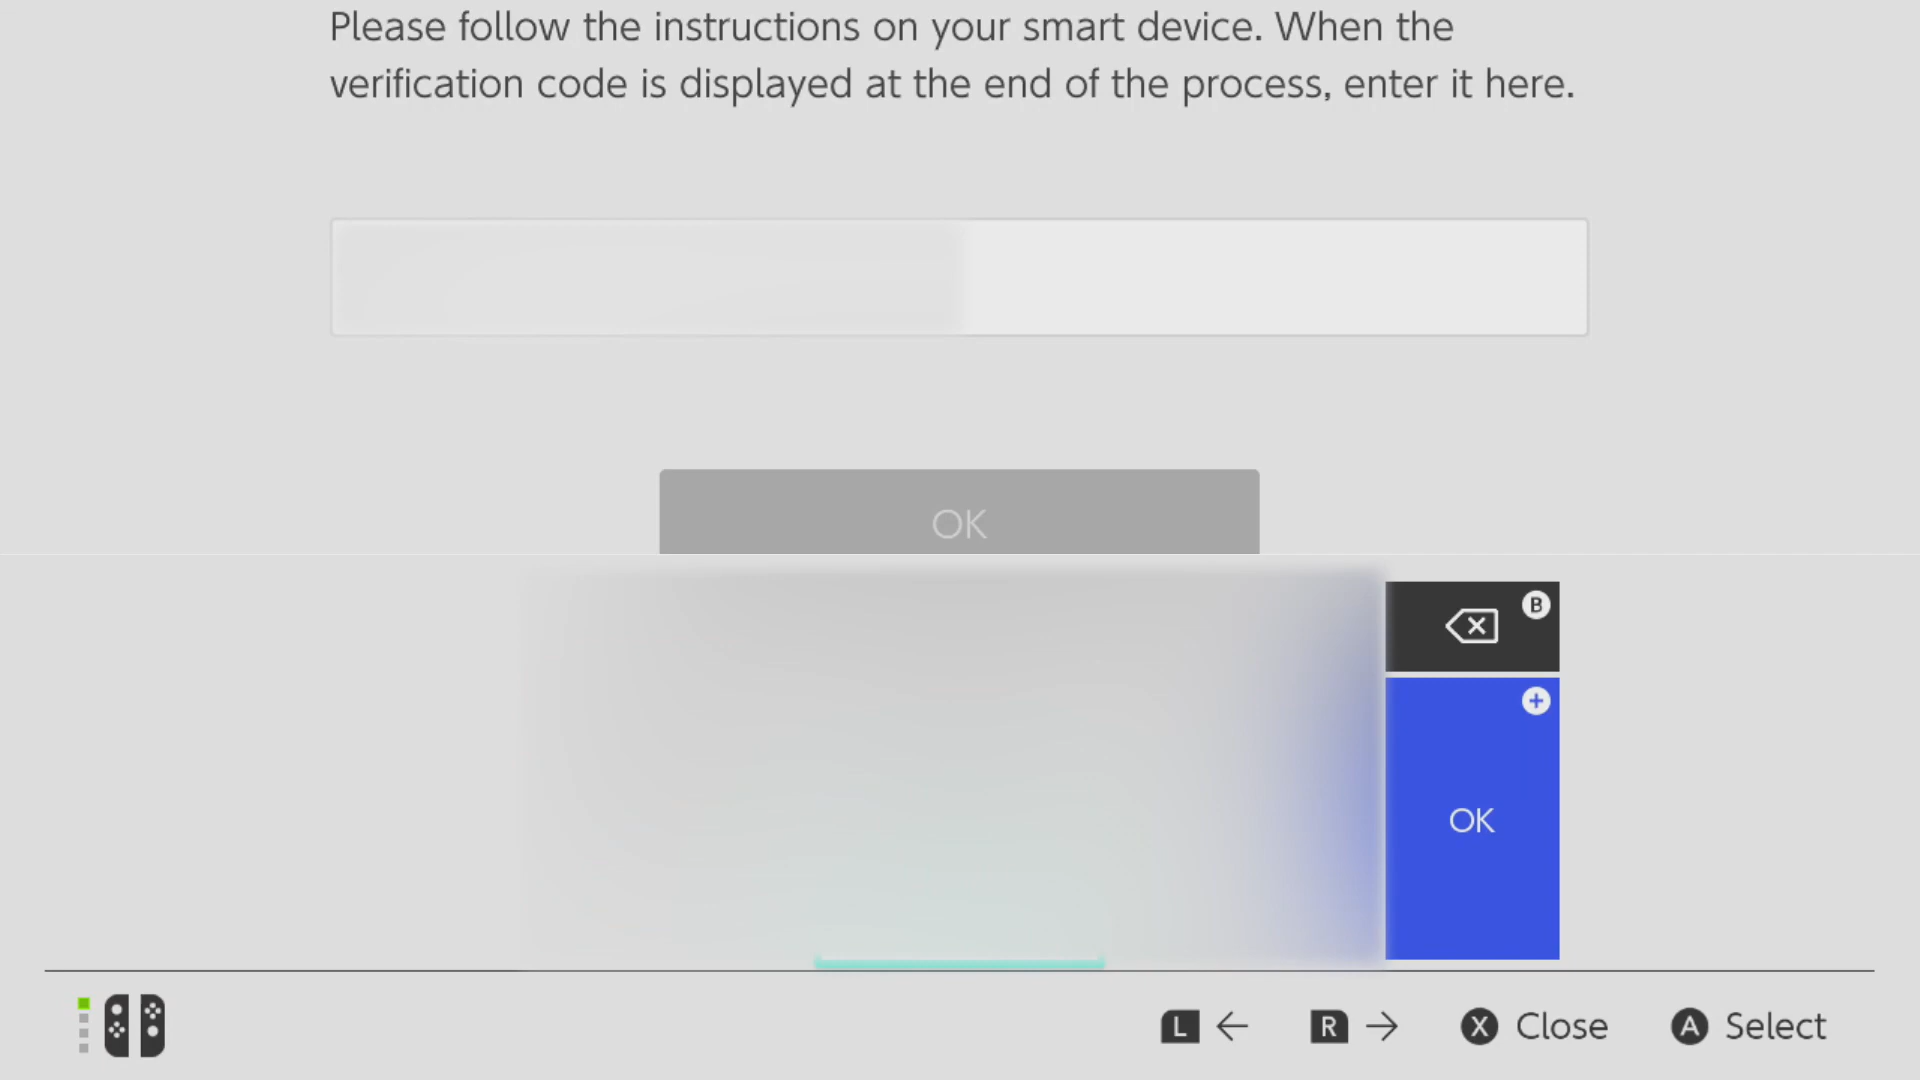 Please follow the instructions on your smart device. When the
verification code is displayed at the end of the process, enter it here.
OK
B
+
OK
L ← R → X Close A Select